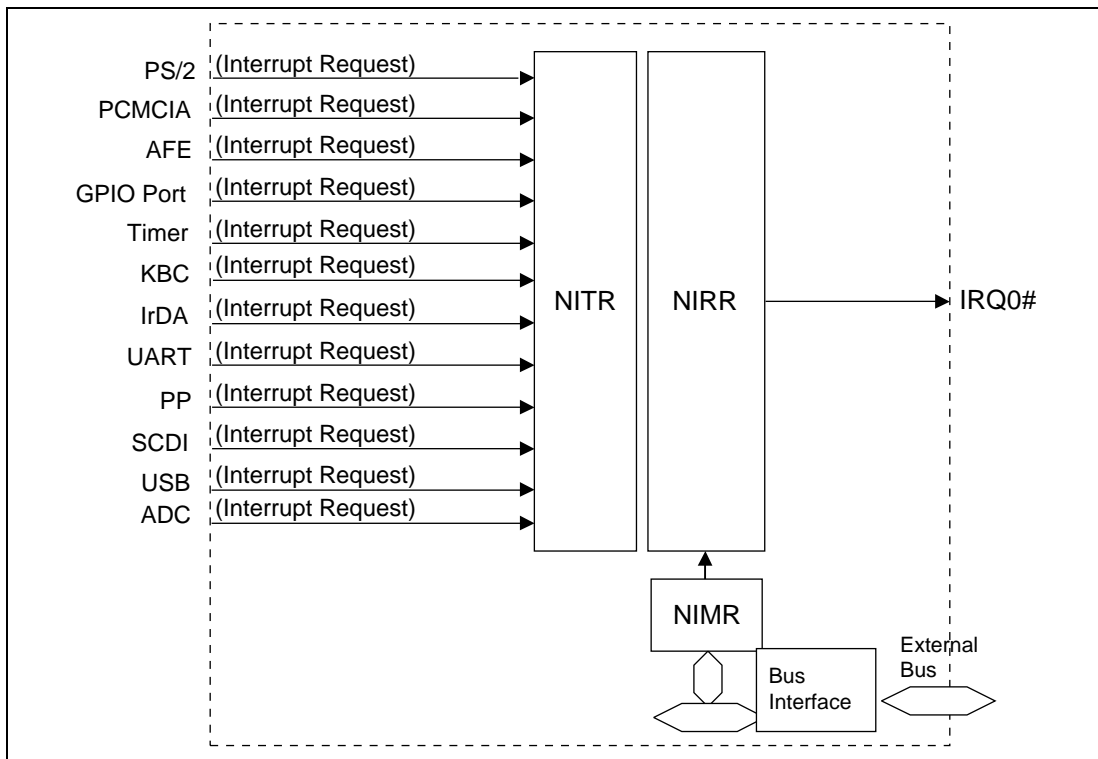 PS/2 (Interrupt Request)
PCMCIA (Interrupt Request)
AFE (Interrupt Request)
GPIO Port (Interrupt Request)
Timer (Interrupt Request)
KBC (Interrupt Request)
IrDA (Interrupt Request)
UART (Interrupt Request)
PP (Interrupt Request)
SCDI (Interrupt Request)
USB (Interrupt Request)
ADC (Interrupt Request)
NITR
NIRR
IRQ0#
NIMR
Bus
Interface
External
Bus